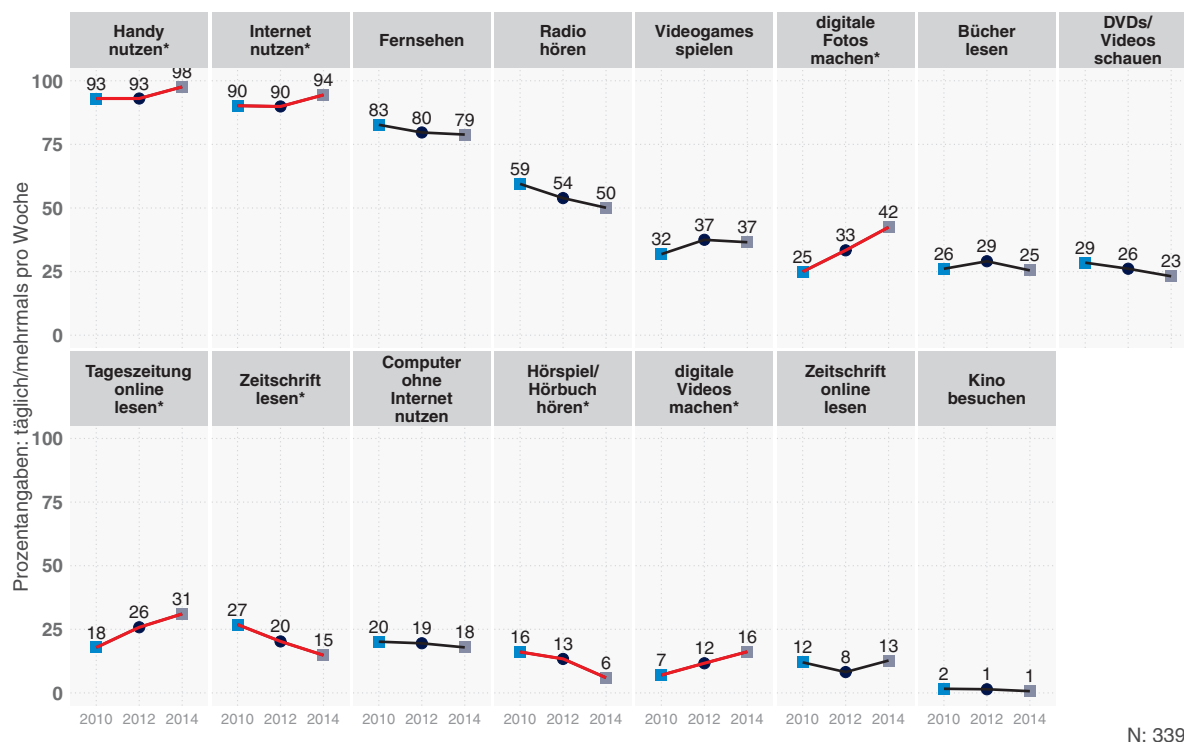 Handy
nutzen*
Internet
nutzen*
Fernsehen
Radio
hören
Videogames
spielen
digitale
Fotos
machen*
Bücher
lesen
DVDs/
Videos
schauen
Prozentangaben: täglich/mehrmals pro Woche
100
75
50
25
0
93 93 98
90 90 94
83 80 79
59 54 50
32 37 37
25 33 42
26 29 25
29 26 23
Tageszeitung
online
lesen*
Zeitschrift
lesen*
Computer
ohne
Internet
nutzen
Hörspiel/
Hörbuch
hören*
digitale
Videos
machen*
Zeitschrift
online
lesen
Kino
besuchen
100
75
50
25
0
18 26 31
27 20 15
20 19 18
16 13 6
7 12 16
12 8 13
2 1 1
2010 2012 2014
2010 2012 2014
2010 2012 2014
2010 2012 2014
2010 2012 2014
2010 2012 2014
2010 2012 2014
N: 339